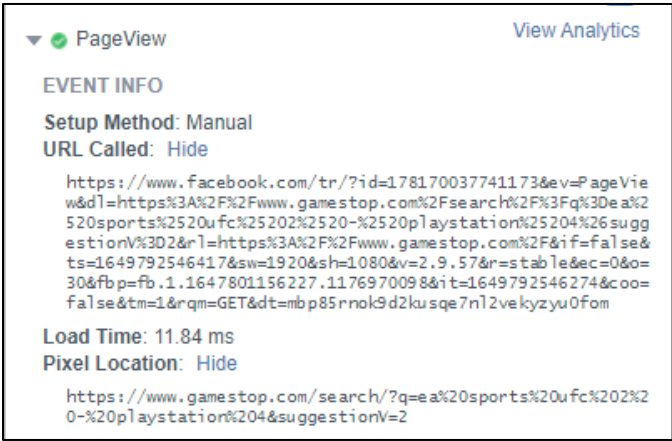 PageView
View Analytics
EVENT INFO
Setup Method: Manual
URL Called: Hide
https://www.facebook.com/tr/?id=178170037741173&ev=PageVie
w&dl=https%3A%2F%2Fwww.gamestop.com%2Fsearch%2F%3Fq%3Dea%2
520sports%2520ufc%25202%2520-%2520playstation%25204%26sugg
estionV%3D2&rl=https%3A%2F%2Fwww.gamestop.com%2F&if=false&
ts=1649792546417&sw=1920&sh=1080&v=2.9.57&r=stable&ec=0&o=
30&fbp=fb.1.1647801156227.1176970098&it=1649792546274&coo=
false&tm=1&rqm=GET&dt=mbp85rnok9d2kusqe7nl2vekyzyu0fom
Load Time: 11.84 ms
Pixel Location: Hide
https://www.gamestop.com/search/?q=ea%20sports%20ufc%202%2
0-%20playstation%204&suggestionV=2